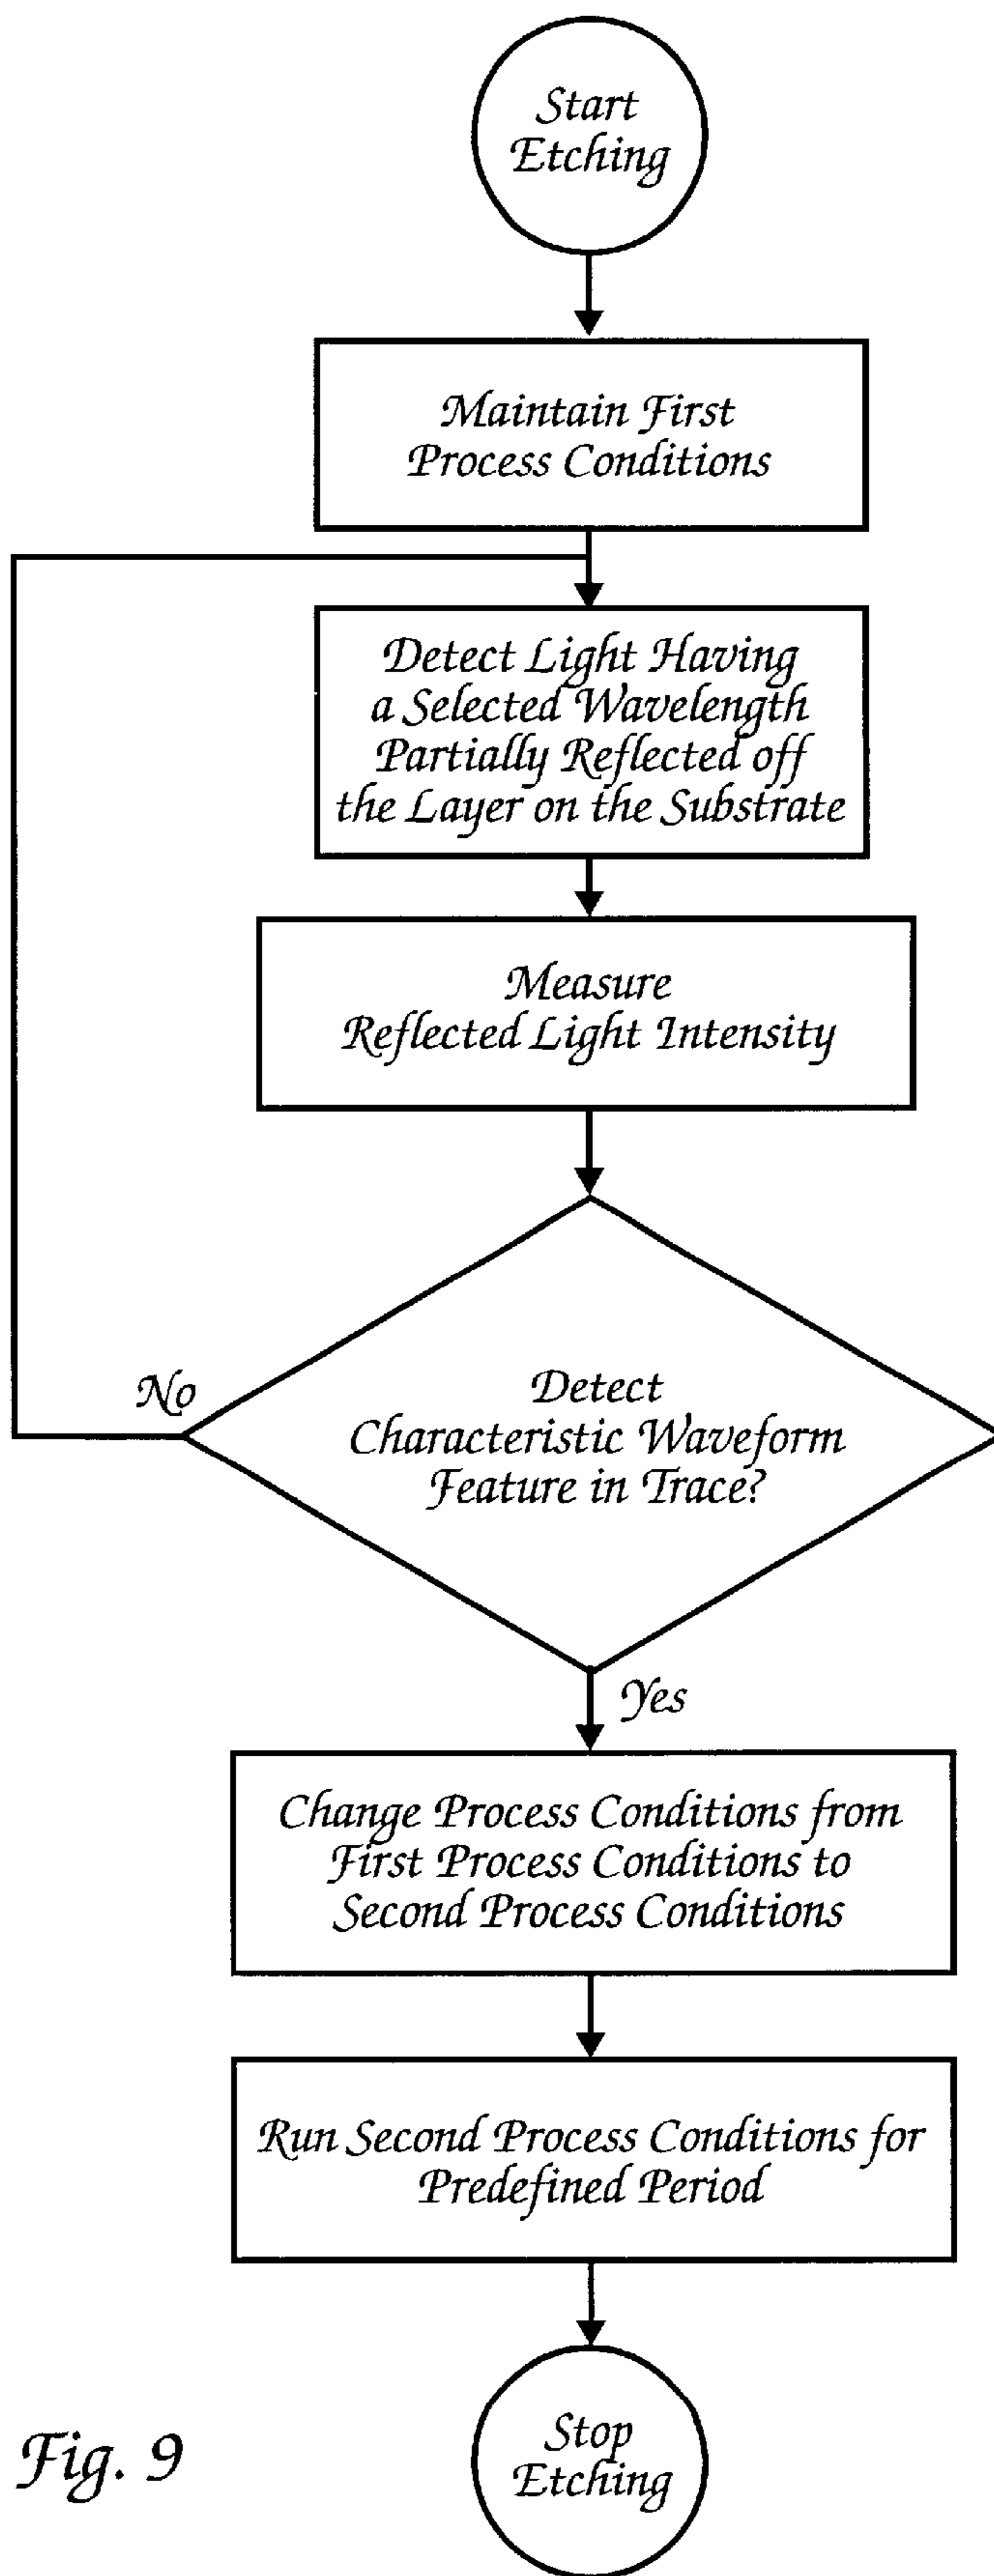 Start
Etching
Maintain First
Process Conditions
Detect Light Having
a Selected Wavelength
Partially Reflected off
the Layer on the Substrate
Measure
Reflected Light Intensity
No
Detect
Characteristic Waveform
Feature in Trace?
Yes
Change Process Conditions from
First Process Conditions to
Second Process Conditions
Run Second Process Conditions for
Predefined Period
Stop
Etching
Fig. 9